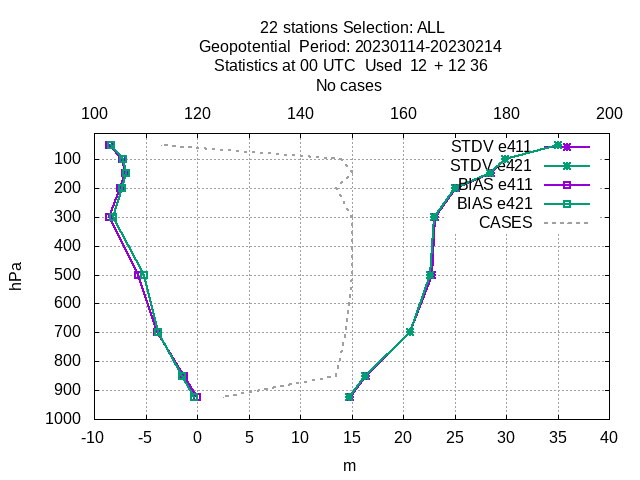 22 stations Selection: ALL
Geopotential  Period: 20230114-20230214
Statistics at 00 UTC  Used  12  + 12 36
No cases
100 120 140 160 180 200
STDV e411
STDV e421
BIAS e411
BIAS e421
CASES
100
200
300
400
500
600
700
800
900
1000
hPa
-10 -5 0 5 10 15 20 25 30 35 40
m